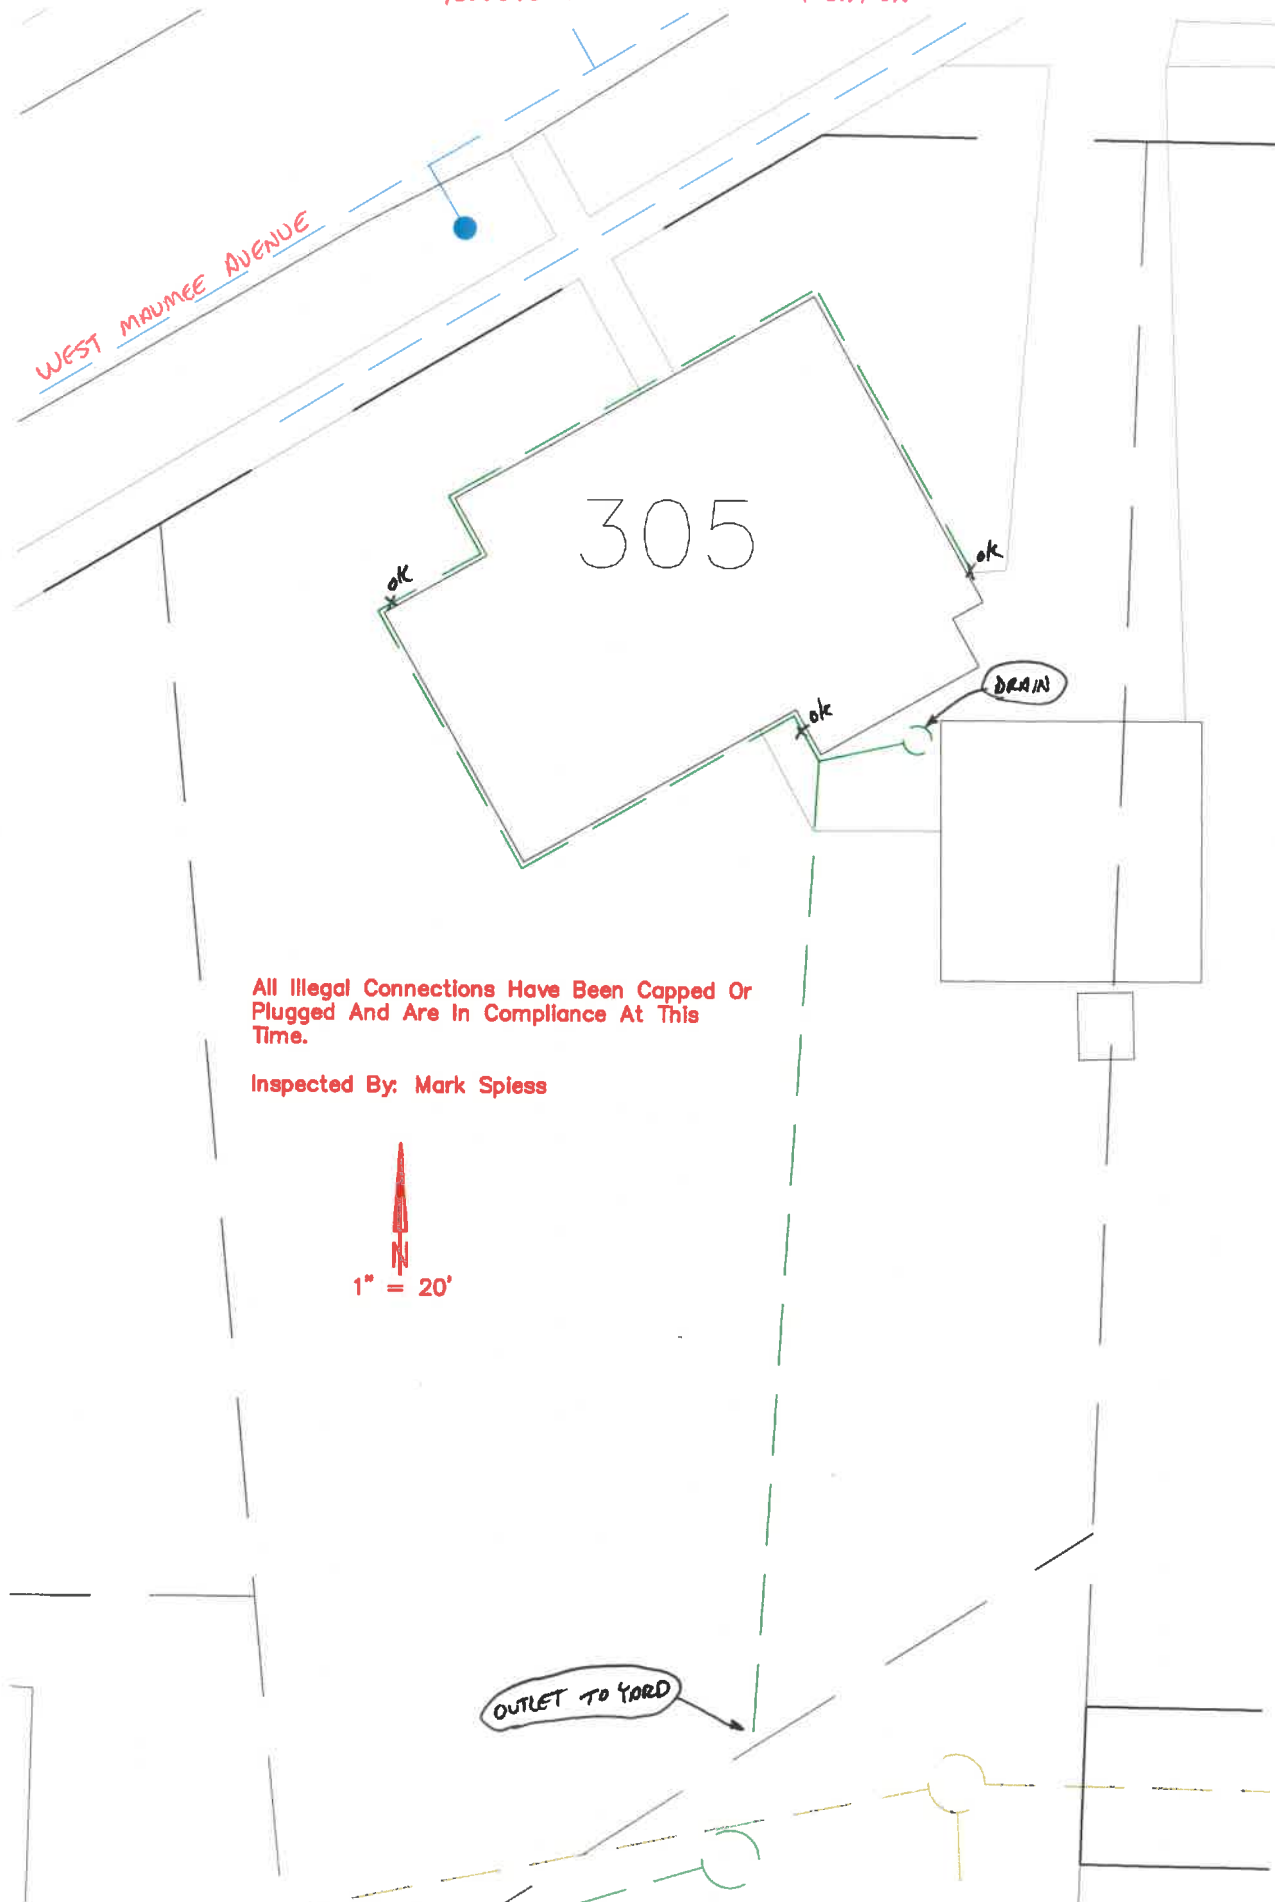 WEST MAUMEE AVENUE
305
ok
ok
DRAIN
ok
All Illegal Connections Have Been Capped Or
Plugged And Are In Compliance At This
Time.
Inspected By: Mark Spiess
N
1" = 20'
OUTLET TO YARD